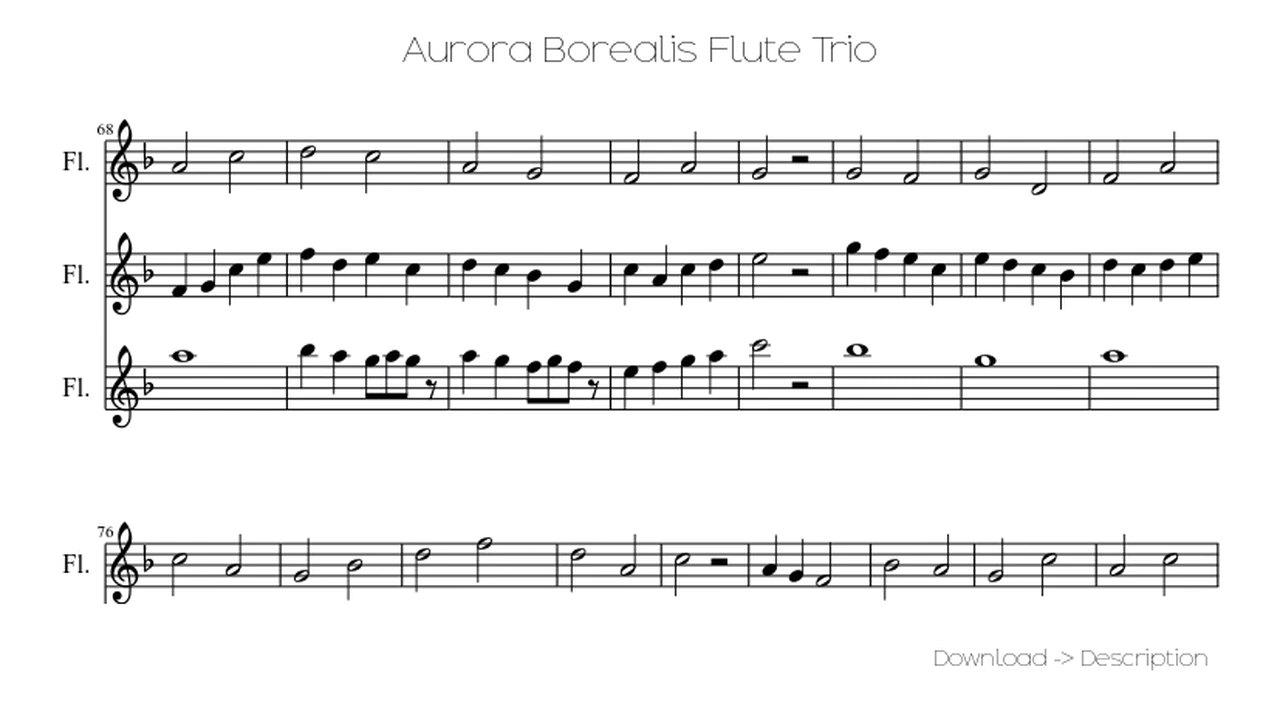 Aurora Borealis Flute Trio
68
Fl.
Fl.
Fl.
76
Fl.
Download -> Description